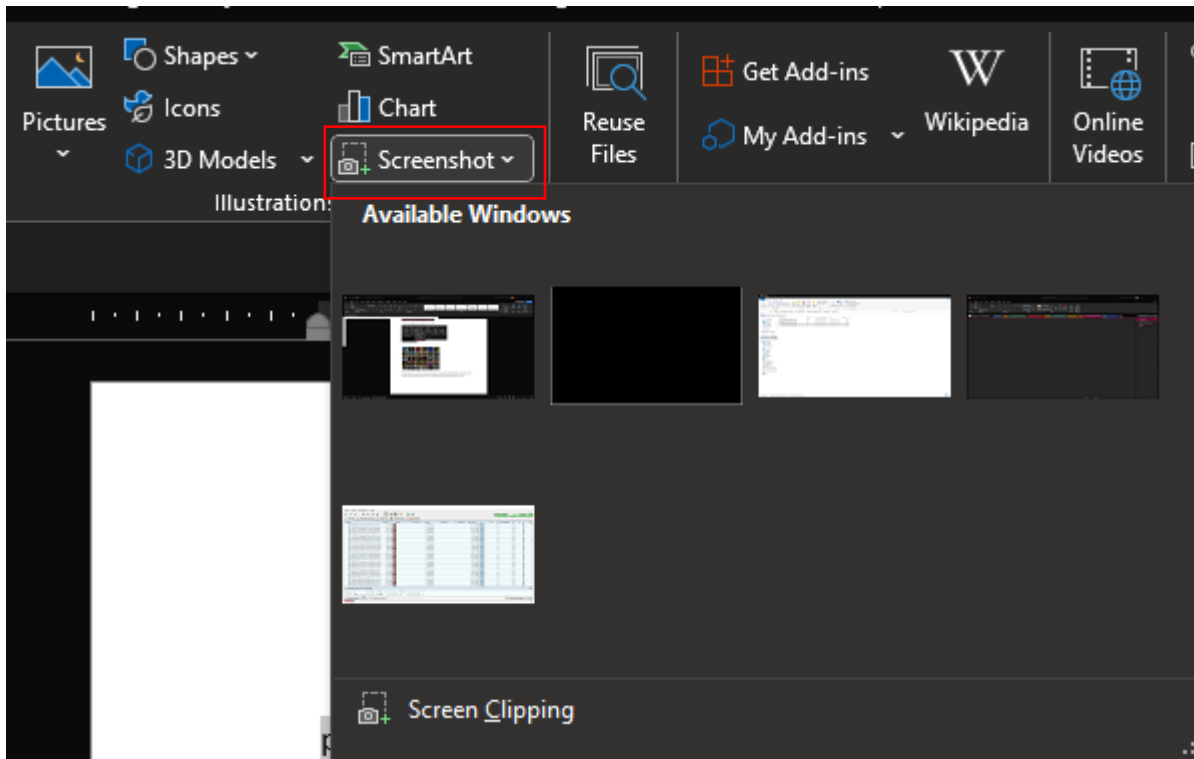 Pictures
Shapes
Icons
3D Models
SmartArt
Chart
Screenshot
Illustration
Reuse
Files
Get Add-ins
My Add-ins
Wikipedia
W
Online
Videos
Available Windows
Screen Clipping